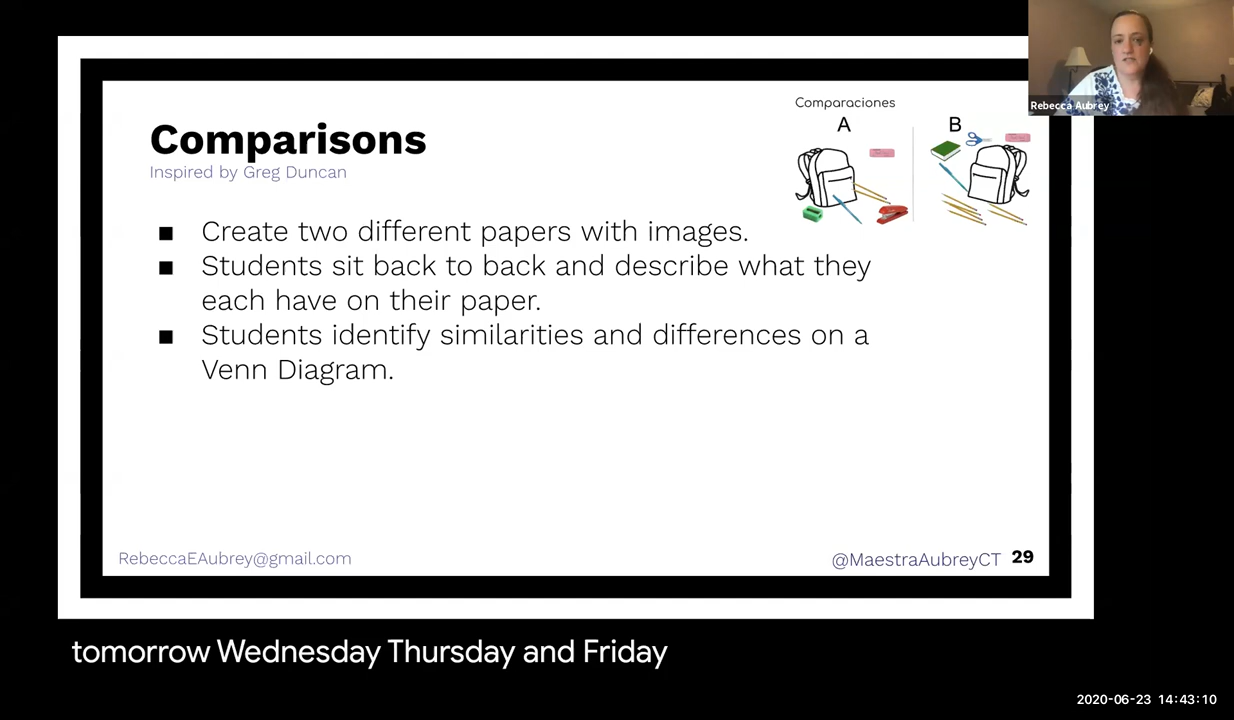 Comparisons
Inspired by Greg Duncan
Comparaciones
A
B
Rebecca Aubrey
■ Create two different papers with images.
■ Students sit back to back and describe what they
each have on their paper.
■ Students identify similarities and differences on a
Venn Diagram.
RebeccaEAubrey@gmail.com
@MaestraAubreyCT 29
tomorrow Wednesday Thursday and Friday
2020-06-23 14:43:10